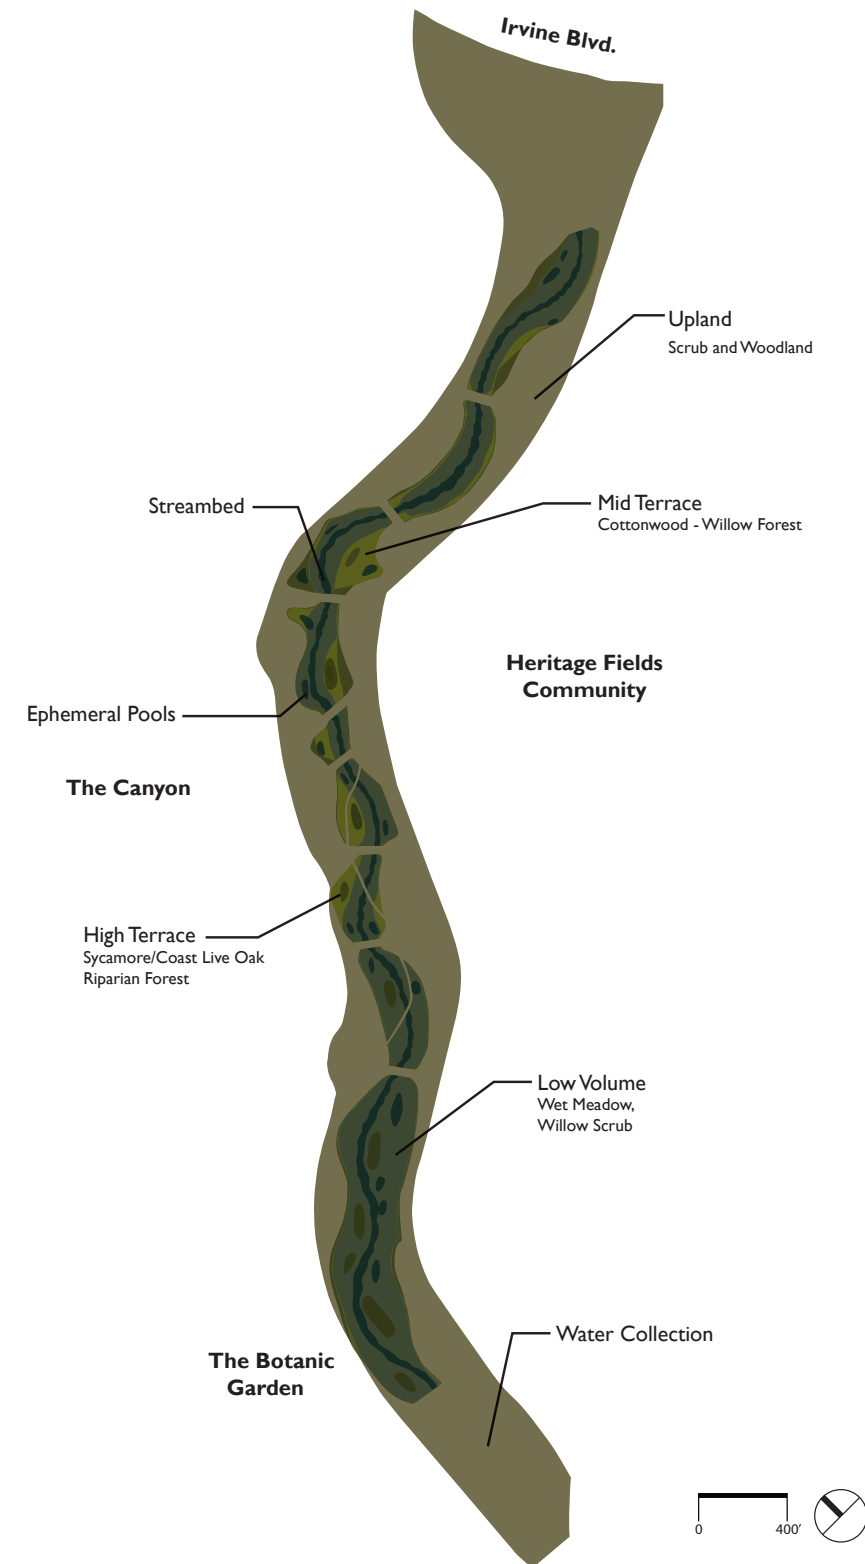 Irvine Blvd.
Upland
Scrub and Woodland
Streambed
Mid Terrace
Cottonwood - Willow Forest
Heritage Fields
Community
Ephemeral Pools
The Canyon
High Terrace
Sycamore/Coast Live Oak
Riparian Forest
Low Volume
Wet Meadow,
Willow Scrub
Water Collection
The Botanic
Garden
0 400'